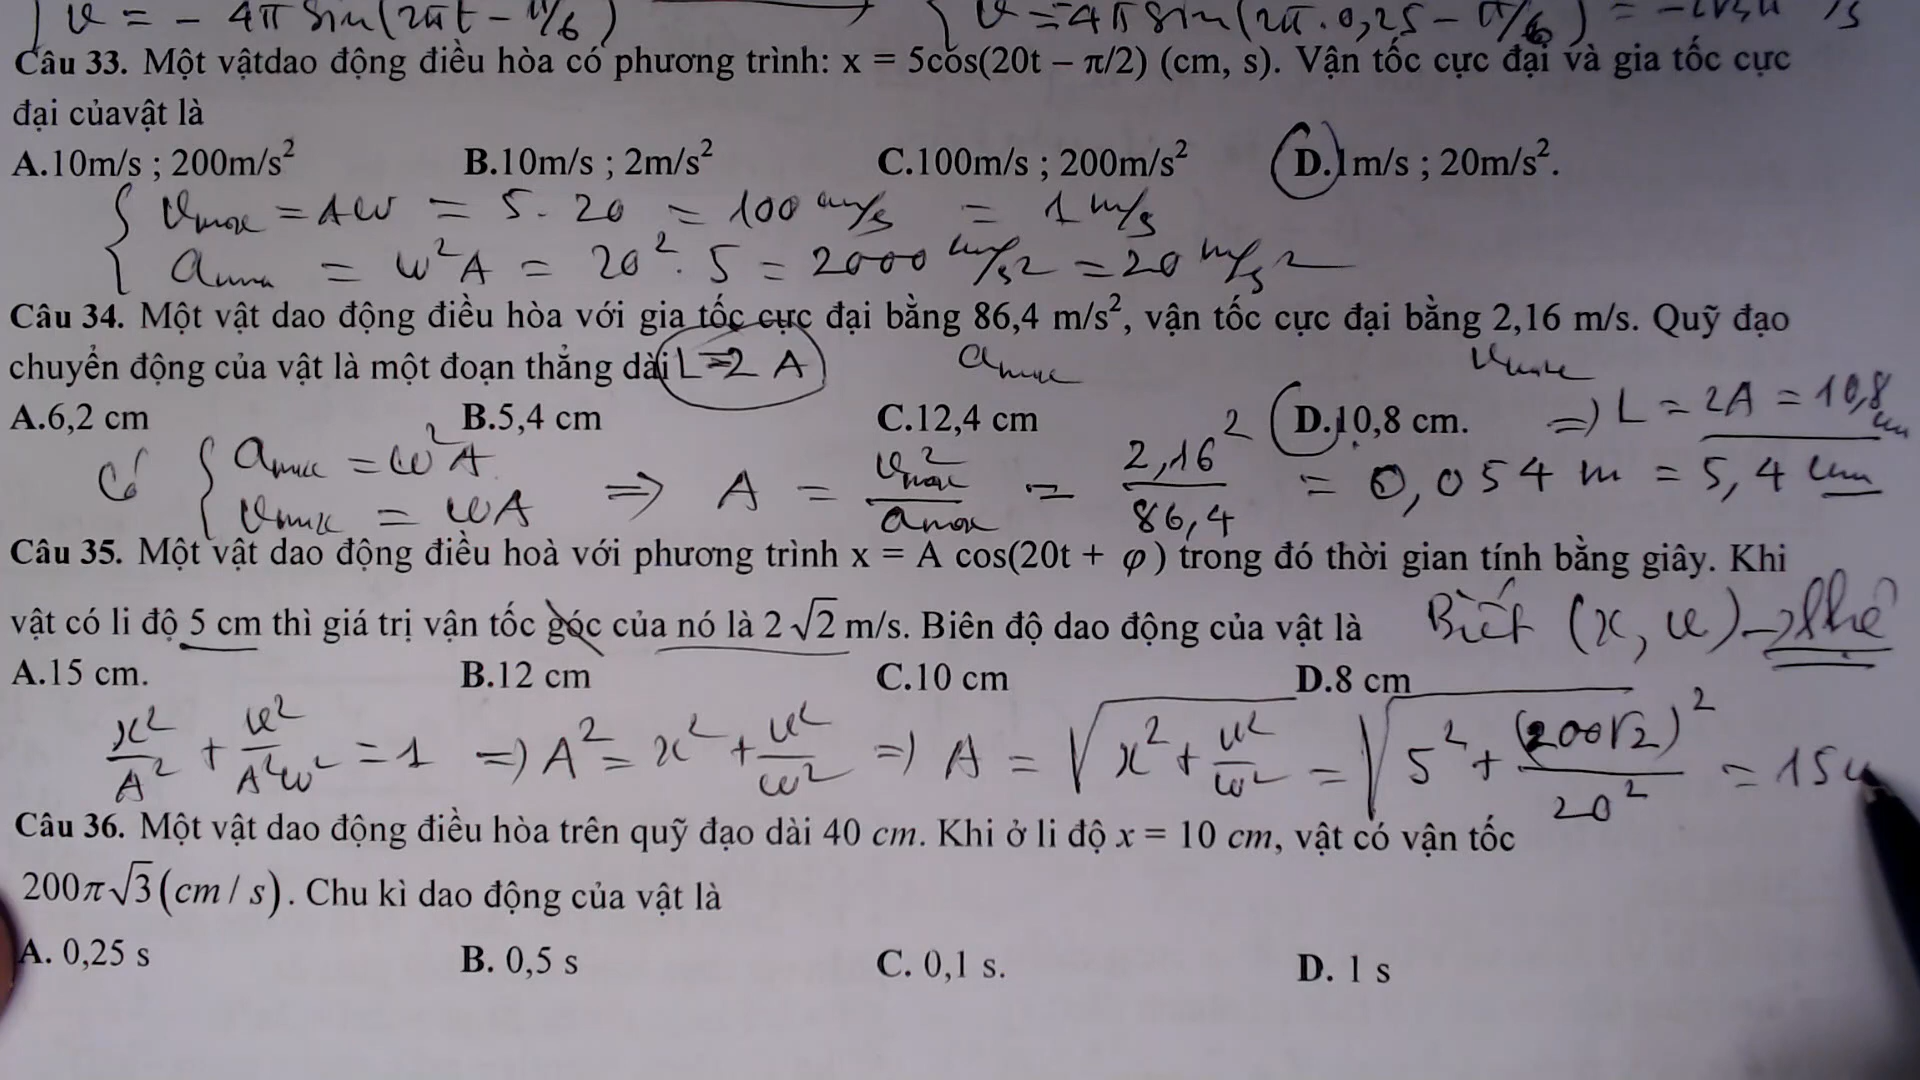 v = - 4π sin(2πt - π/6) { v = -4π sin(2π.0,25 - π/6) = /s
Câu 33. Một vậtdao động điều hòa có phương trình: x = 5cos(20t – π/2) (cm, s). Vận tốc cực đại và gia tốc cực
đại củavật là
A.10m/s ; 200m/s² B.10m/s ; 2m/s² C.100m/s ; 200m/s² D.1m/s ; 20m/s².
{ vmax = Aω = 5 . 20 = 100 cm/s = 1 m/s
amax = ω²A = 20² . 5 = 2000 cm/s² = 20 m/s²
Câu 34. Một vật dao động điều hòa với gia tốc cực đại bằng 86,4 m/s², vận tốc cực đại bằng 2,16 m/s. Quỹ đạo
chuyển động của vật là một đoạn thẳng dài L = 2A amax vmax
A.6,2 cm B.5,4 cm C.12,4 cm D.10,8 cm. => L = 2A = 10,8 cm
Có { amax = ω²A vmax = ωA => A = v²max / amax = 2,16² / 86,4 = 0,054 m = 5,4 cm
Câu 35. Một vật dao động điều hoà với phương trình x = A cos(20t + φ) trong đó thời gian tính bằng giây. Khi
vật có li độ 5 cm thì giá trị vận tốc góc của nó là 2√2 m/s. Biên độ dao động của vật là Biết (x, v) →
A.15 cm. B.12 cm C.10 cm D.8 cm
x²/A² + v²/A²ω² = 1 => A² = x² + v²/ω² => A = √(x² + v²/ω²) = √(5² + (200√2)²/20²) = 15
Câu 36. Một vật dao động điều hòa trên quỹ đạo dài 40 cm. Khi ở li độ x = 10 cm, vật có vận tốc
200π√3(cm / s). Chu kì dao động của vật là
A. 0,25 s B. 0,5 s C. 0,1 s. D. 1 s